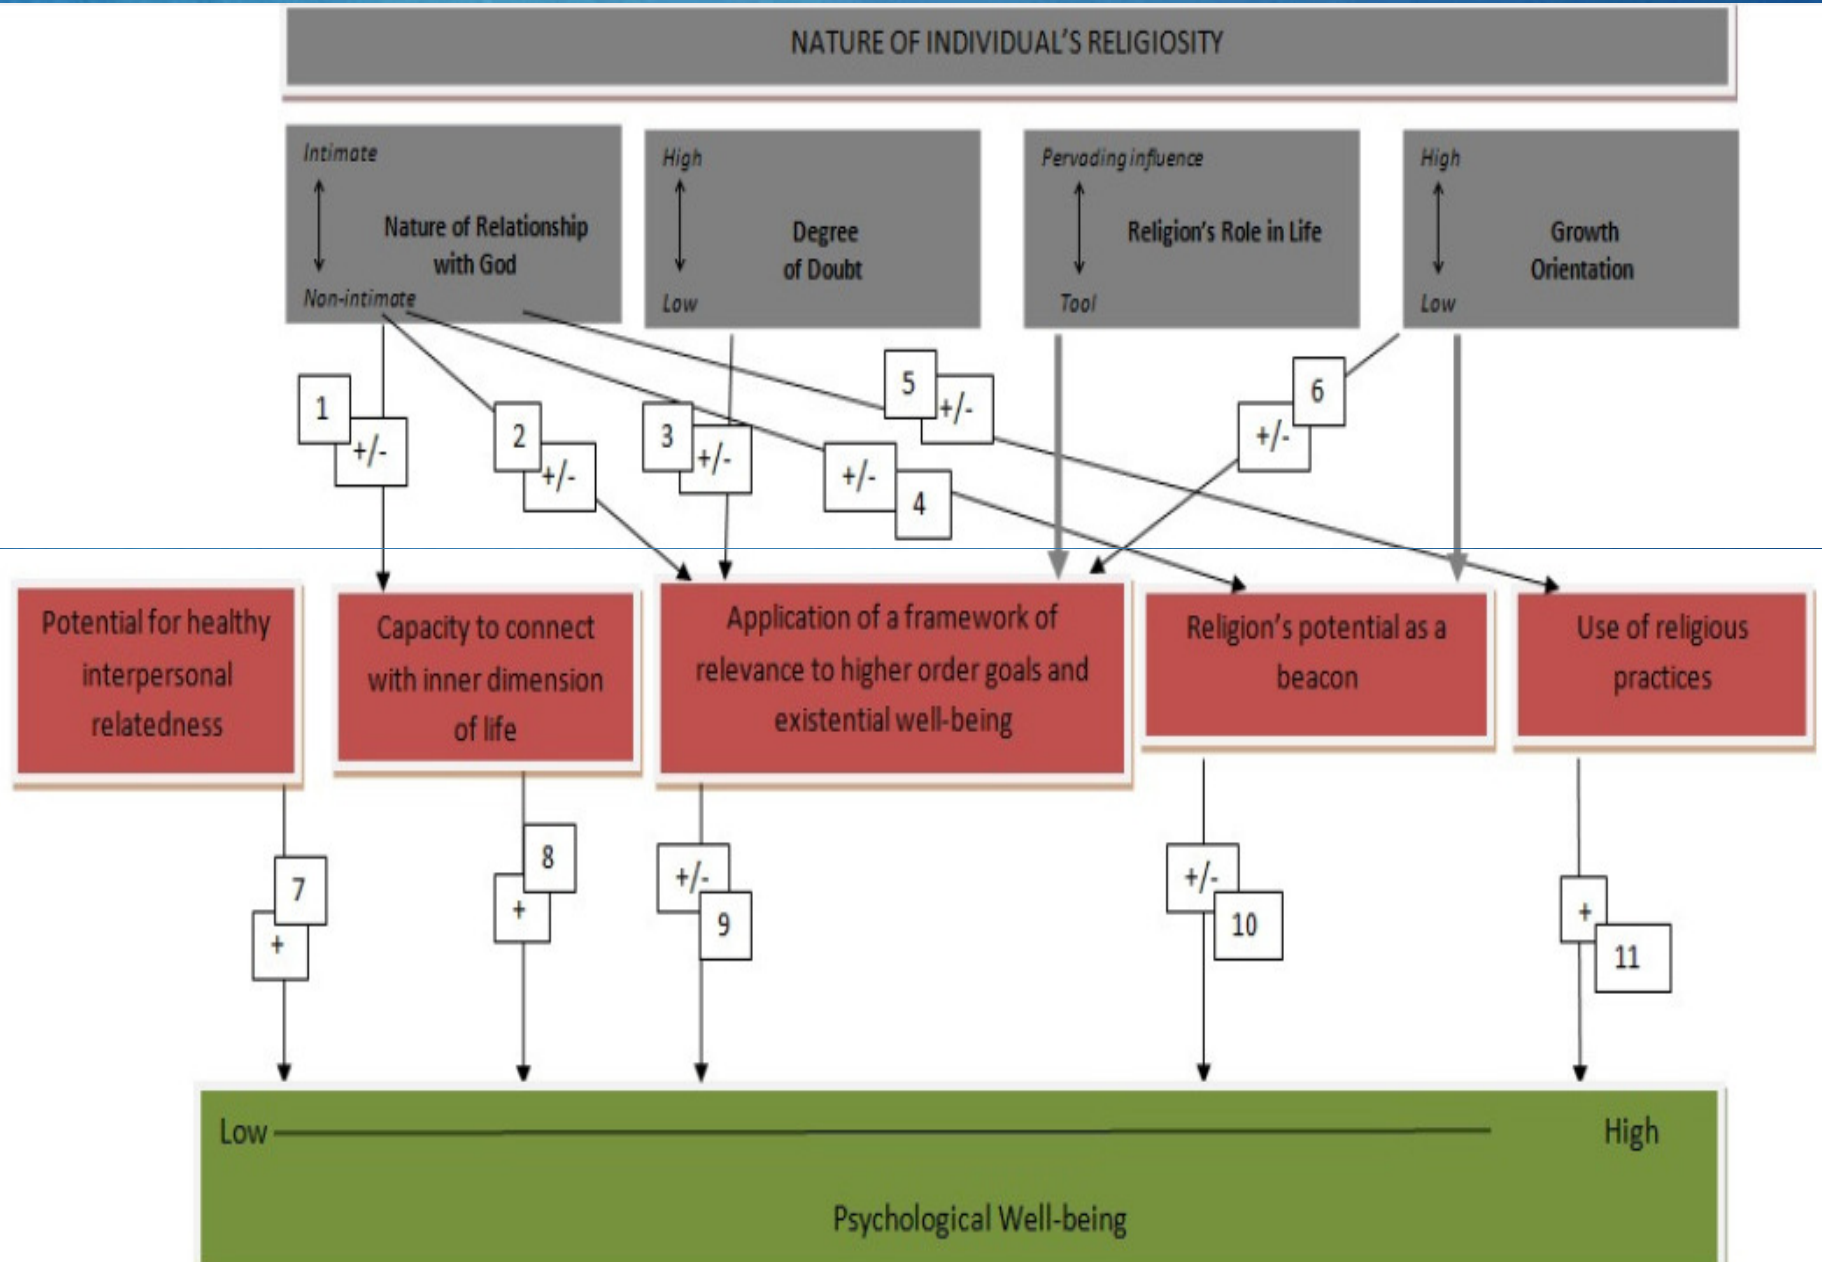 NATURE OF INDIVIDUAL'S RELIGIOSITY
Intimate
Nature of Relationship
with God
Non-intimate
High
Degree
of Doubt
Low
Pervading influence
Religion's Role in Life
Tool
High
Growth
Orientation
Low
1
+/-
2
+/-
3
+/-
+/-
4
5
+/-
6
+/-
Potential for healthy
interpersonal
relatedness
Capacity to connect
with inner dimension
of life
Application of a framework of
relevance to higher order goals and
existential well-being
Religion's potential as a
beacon
Use of religious
practices
7
+
8
+
+/-
9
+/-
10
+
11
Low
High
Psychological Well-being